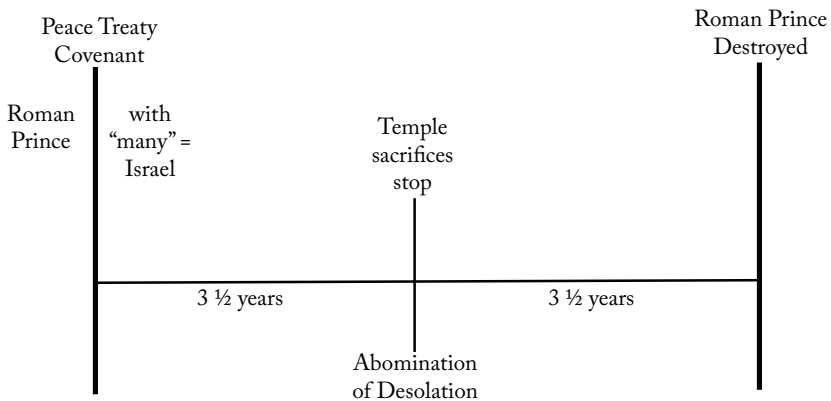 Peace Treaty
Covenant
Roman Prince
Destroyed
Roman
Prince
with
“many” =
Israel
Temple
sacrifices
stop
3 ½ years
3 ½ years
Abomination
of Desolation